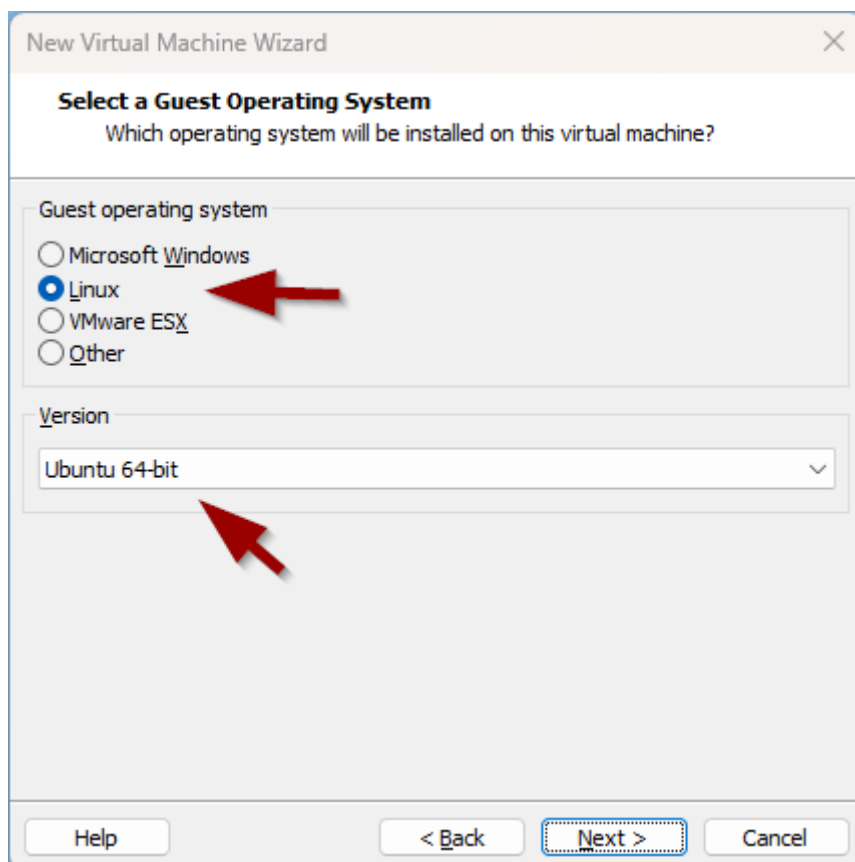 New Virtual Machine Wizard
Select a Guest Operating System
Which operating system will be installed on this virtual machine?
Guest operating system
Microsoft Windows
Linux
VMware ESX
Other
Version
Ubuntu 64-bit
Help
< Back
Next >
Cancel